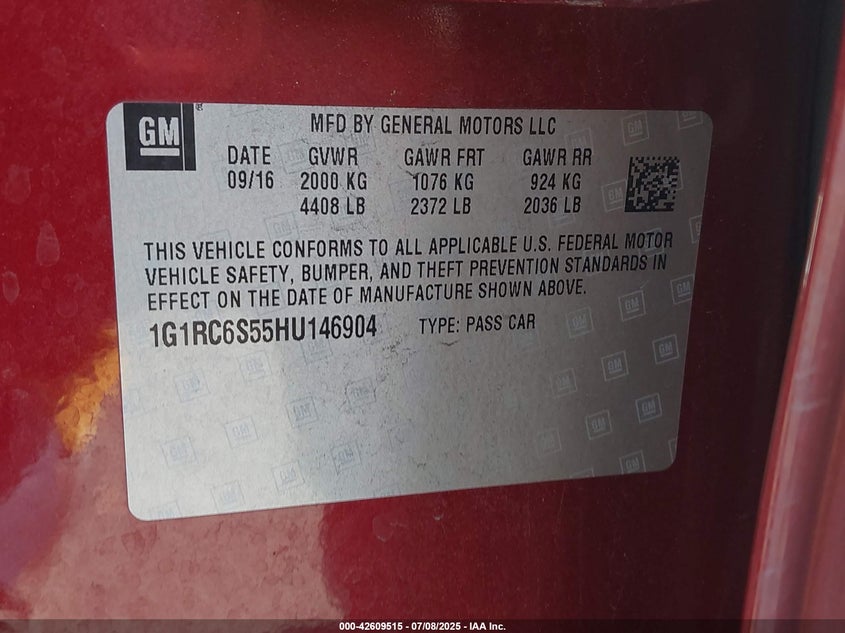 GM
MFD BY GENERAL MOTORS LLC
DATE GVWR GAWR FRT GAWR RR
09/16 2000 KG 1076 KG 924 KG
4408 LB 2372 LB 2036 LB
THIS VEHICLE CONFORMS TO ALL APPLICABLE U.S. FEDERAL MOTOR
VEHICLE SAFETY, BUMPER, AND THEFT PREVENTION STANDARDS IN
EFFECT ON THE DATE OF MANUFACTURE SHOWN ABOVE.
1G1RC6S55HU146904 TYPE: PASS CAR
000-42609515 - 07/08/2025 - IAA Inc.